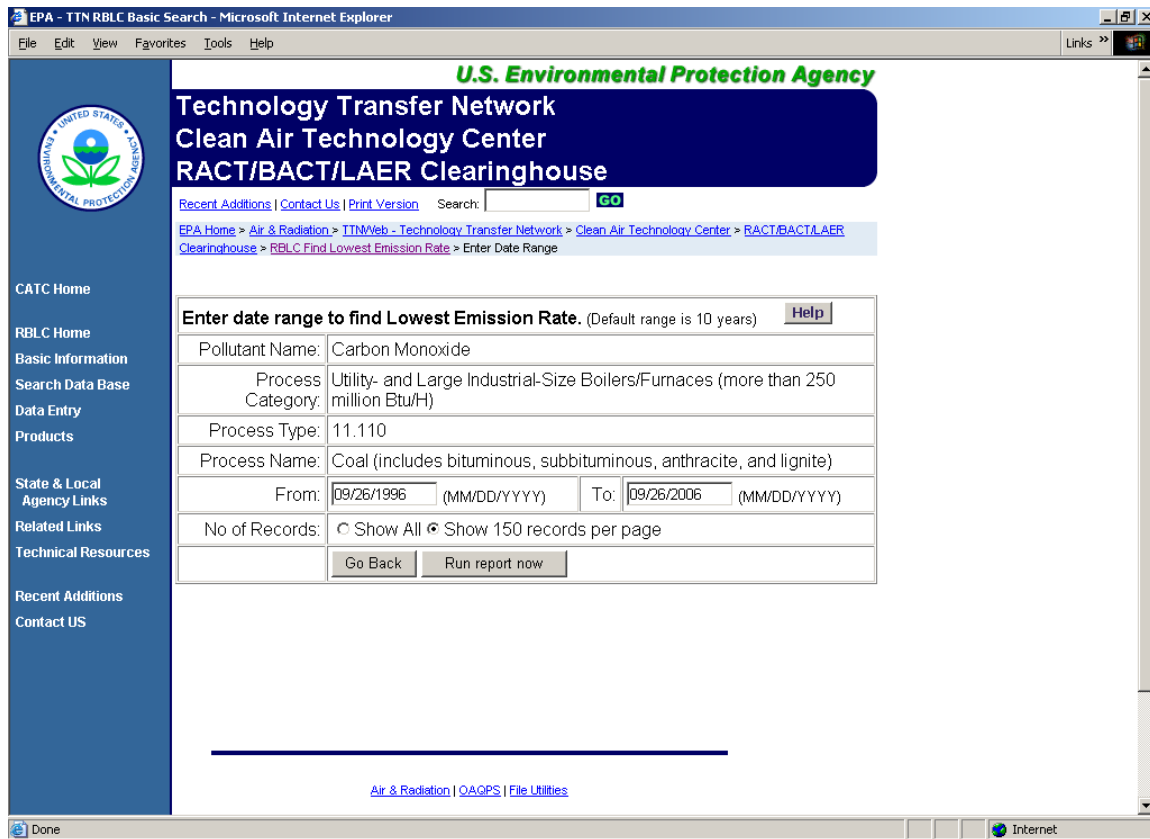 EPA - TTN RBLC Basic Search - Microsoft Internet Explorer
File Edit View Favorites Tools Help Links »
U.S. Environmental Protection Agency
UNITED STATES ENVIRONMENTAL PROTECTION AGENCY
Technology Transfer Network
Clean Air Technology Center
RACT/BACT/LAER Clearinghouse
Recent Additions | Contact Us | Print Version Search: GO
EPA Home > Air & Radiation > TTNWeb - Technology Transfer Network > Clean Air Technology Center > RACT/BACT/LAER
Clearinghouse > RBLC Find Lowest Emission Rate > Enter Date Range
CATC Home
RBLC Home
Basic Information
Search Data Base
Data Entry
Products
State & Local
Agency Links
Related Links
Technical Resources
Recent Additions
Contact US
Enter date range to find Lowest Emission Rate. (Default range is 10 years) Help
Pollutant Name: Carbon Monoxide
Process Category: Utility- and Large Industrial-Size Boilers/Furnaces (more than 250
million Btu/H)
Process Type: 11.110
Process Name: Coal (includes bituminous, subbituminous, anthracite, and lignite)
From: 09/26/1996 (MM/DD/YYYY) To: 09/26/2006 (MM/DD/YYYY)
No of Records: Show All Show 150 records per page
Go Back Run report now
Air & Radiation | OAQPS | File Utilities
Done Internet